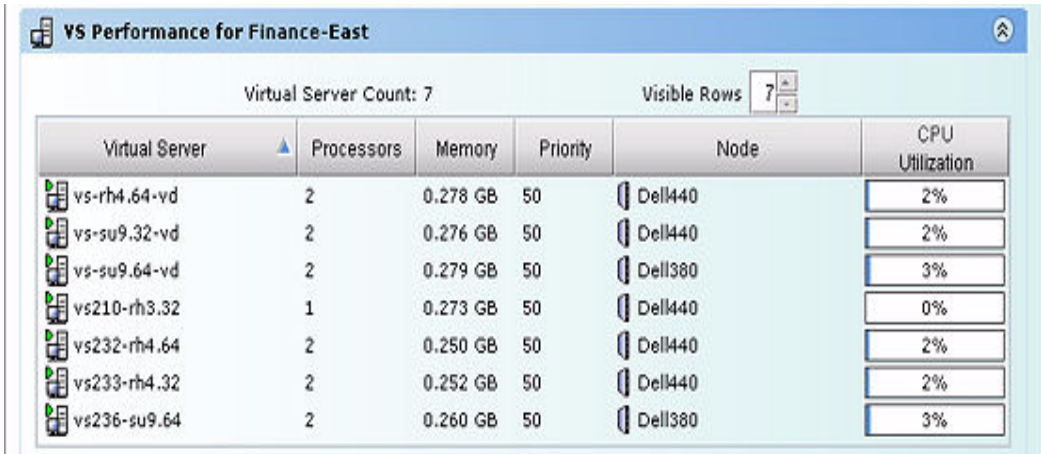 VS Performance for Finance-East
Virtual Server Count: 7 Visible Rows 7
Virtual Server Processors Memory Priority Node CPU Utilization
vs-rh4.64-vd 2 0.278 GB 50 Dell440 2%
vs-su9.32-vd 2 0.276 GB 50 Dell440 2%
vs-su9.64-vd 2 0.279 GB 50 Dell380 3%
vs210-rh3.32 1 0.273 GB 50 Dell440 0%
vs232-rh4.64 2 0.250 GB 50 Dell440 2%
vs233-rh4.32 2 0.252 GB 50 Dell440 2%
vs236-su9.64 2 0.260 GB 50 Dell380 3%